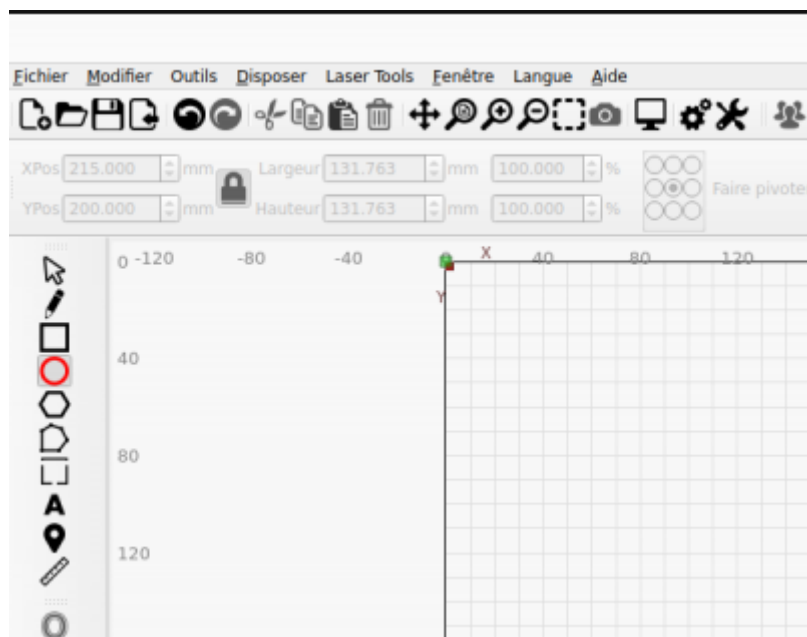 Fichier Modifier Outils Disposer Laser Tools Fenêtre Langue Aide
XPos 215.000 mm Largeur 131.763 mm 100.000 %
YPos 200.000 mm Hauteur 131.763 mm 100.000 %
Faire pivote
0 -120 -80 -40 0 X 40 80 120
Y
40
80
A
120